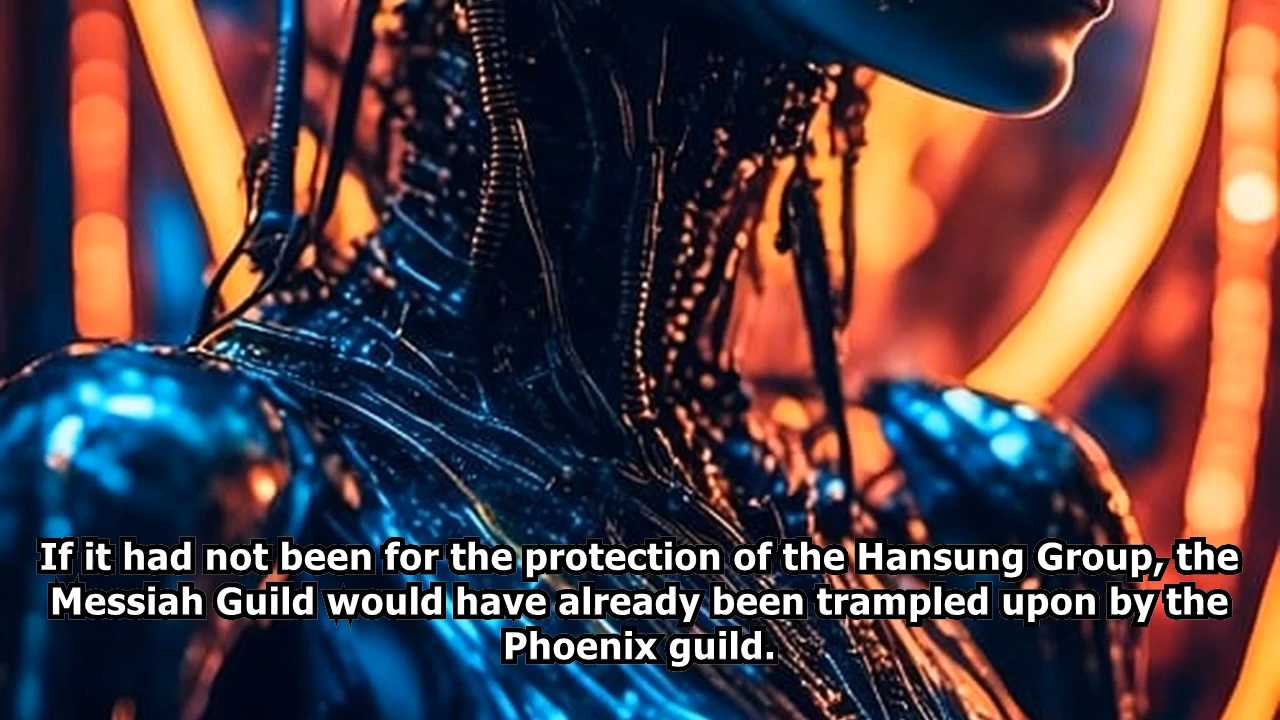 If it had not been for the protection of the Hansung Group, the
Messiah Guild would have already been trampled upon by the
Phoenix guild.